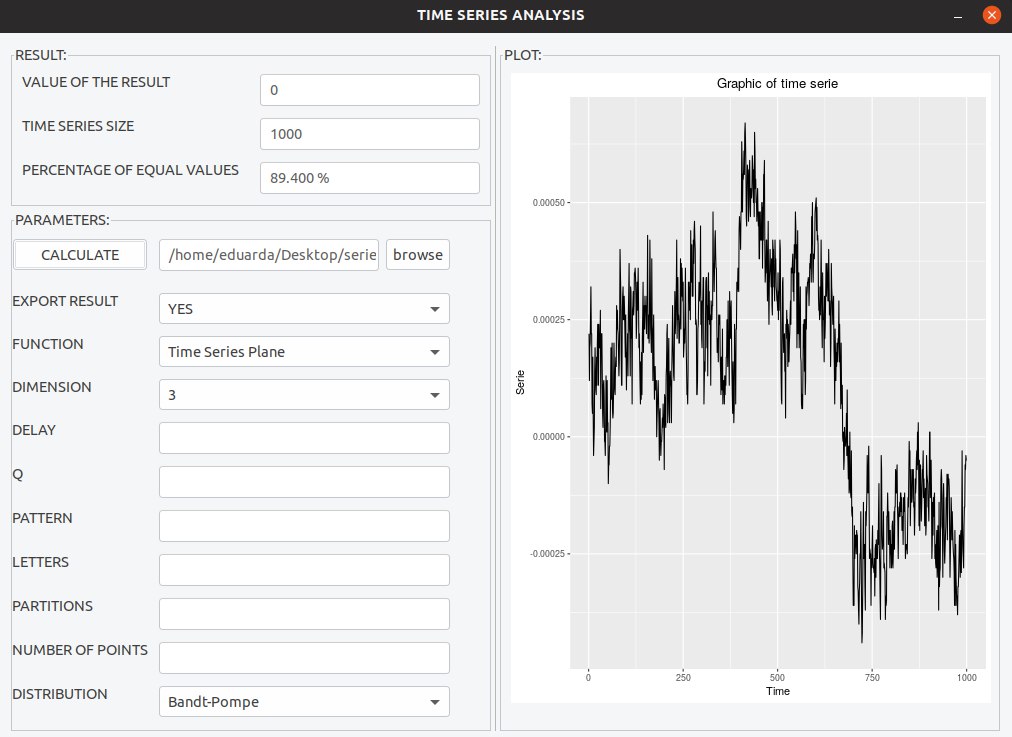 TIME SERIES ANALYSIS
RESULT:
VALUE OF THE RESULT
0
TIME SERIES SIZE
1000
PERCENTAGE OF EQUAL VALUES
89.400 %
PARAMETERS:
CALCULATE
/home/eduarda/Desktop/serie
browse
EXPORT RESULT
YES
FUNCTION
Time Series Plane
DIMENSION
3
DELAY
Q
PATTERN
LETTERS
PARTITIONS
NUMBER OF POINTS
DISTRIBUTION
Bandt-Pompe
PLOT:
Graphic of time serie
Serie
0.00050
0.00025
0.00000
-0.00025
0
250
500
750
1000
Time